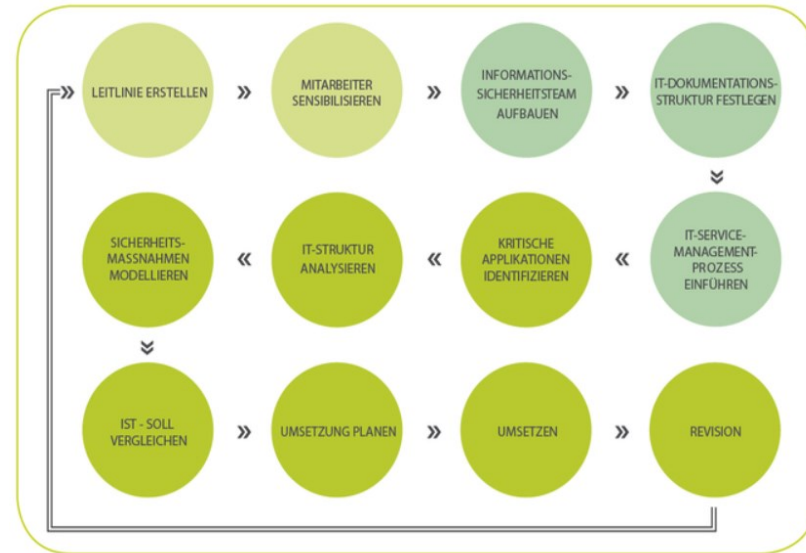 LEITLINIE ERSTELLEN
MITARBEITER
SENSIBILISIEREN
INFORMATIONS-
SICHERHEITSTEAM
AUFBAUEN
IT-DOKUMENTATIONS-
STRUKTUR FESTLEGEN
IT-SERVICE-
MANAGEMENT-
PROZESS
EINFÜHREN
KRITISCHE
APPLIKATIONEN
IDENTIFIZIEREN
IT-STRUKTUR
ANALYSIEREN
SICHERHEITS-
MASSNAHMEN
MODELLIEREN
IST - SOLL
VERGLEICHEN
UMSETZUNG PLANEN
UMSETZEN
REVISION